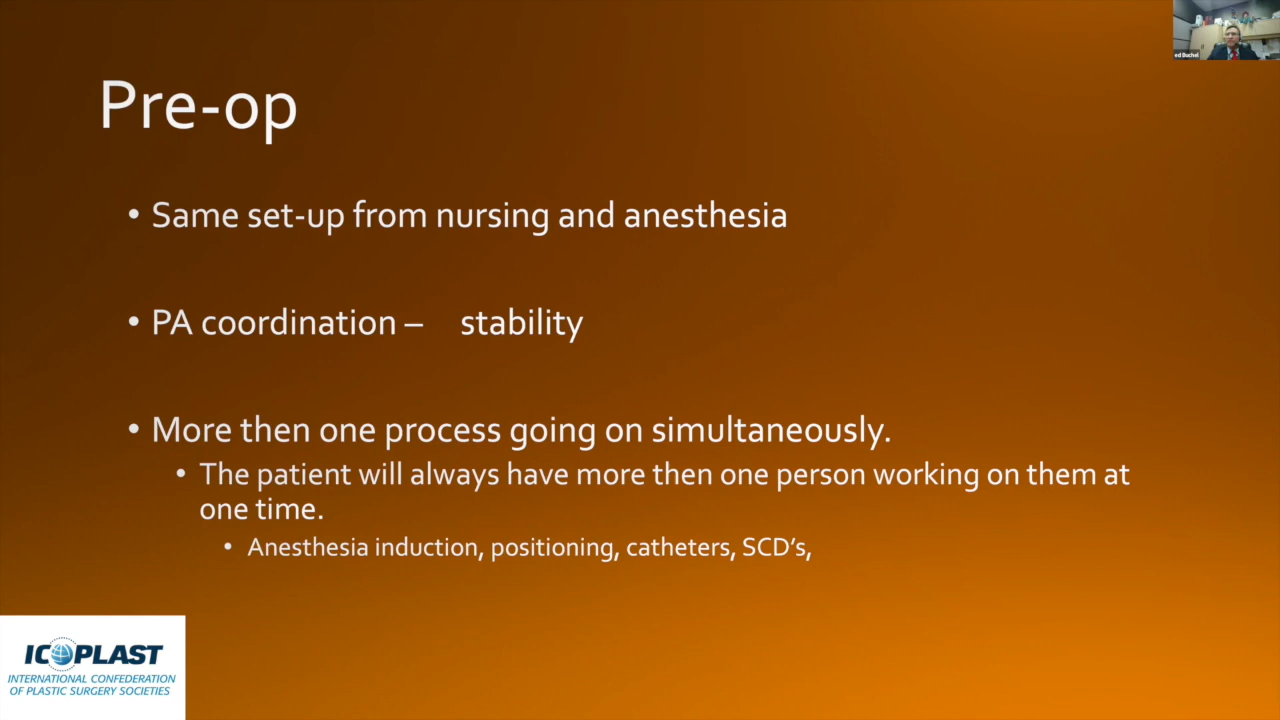 ed Buchel
Pre-op
• Same set-up from nursing and anesthesia
• PA coordination – stability
• More then one process going on simultaneously.
• The patient will always have more then one person working on them at
one time.
• Anesthesia induction, positioning, catheters, SCD's,
ICOPLAST
INTERNATIONAL CONFEDERATION
OF PLASTIC SURGERY SOCIETIES